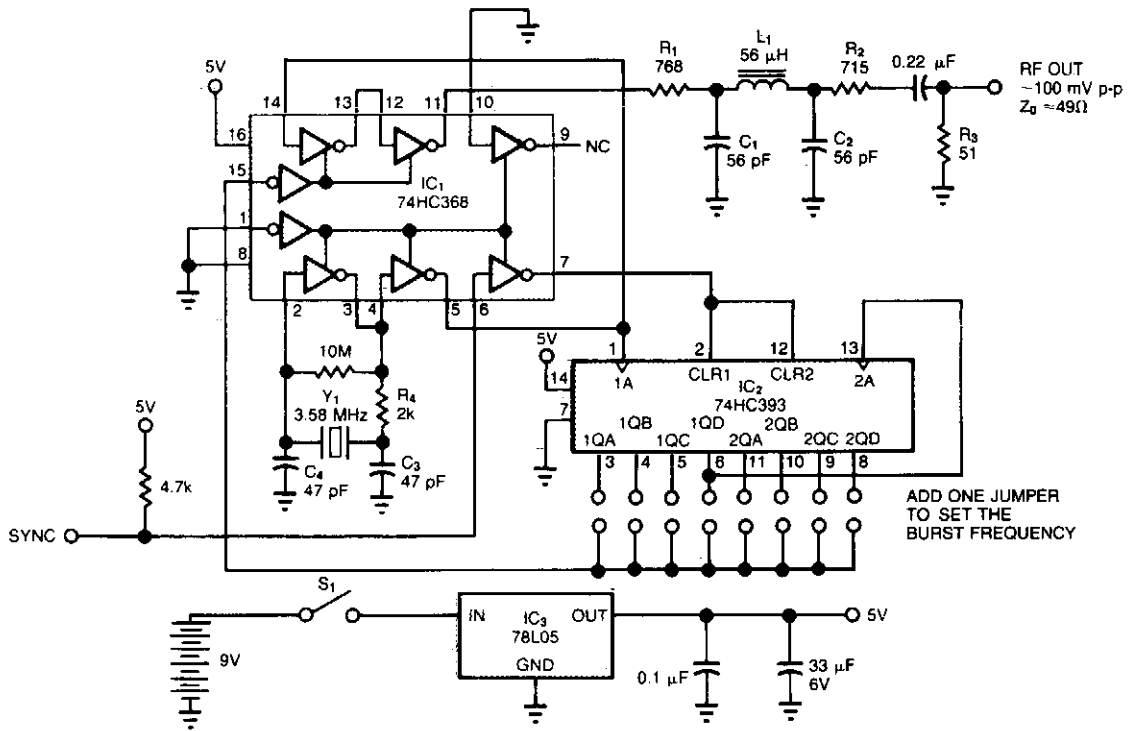 5V
14
13
12
11
10
16
9
NC
15
IC1
74HC368
1
8
7
2
3
4
5
6
R1
768
L1
56 μH
R2
715
0.22 μF
RF OUT
~100 mV p-p
Z0 ≈49Ω
C1
56 pF
C2
56 pF
R3
51
10M
Y1
3.58 MHz
R4
2k
C4
47 pF
C3
47 pF
5V
4.7k
SYNC
5V
14
7
1
2
12
13
1A
CLR1
CLR2
2A
IC2
74HC393
1QA
1QB
1QC
1QD
2QA
2QB
2QC
2QD
3
4
5
6
11
10
9
8
ADD ONE JUMPER
TO SET THE
BURST FREQUENCY
S1
9V
IN
IC3
OUT
78L05
GND
5V
0.1 μF
33 μF
6V